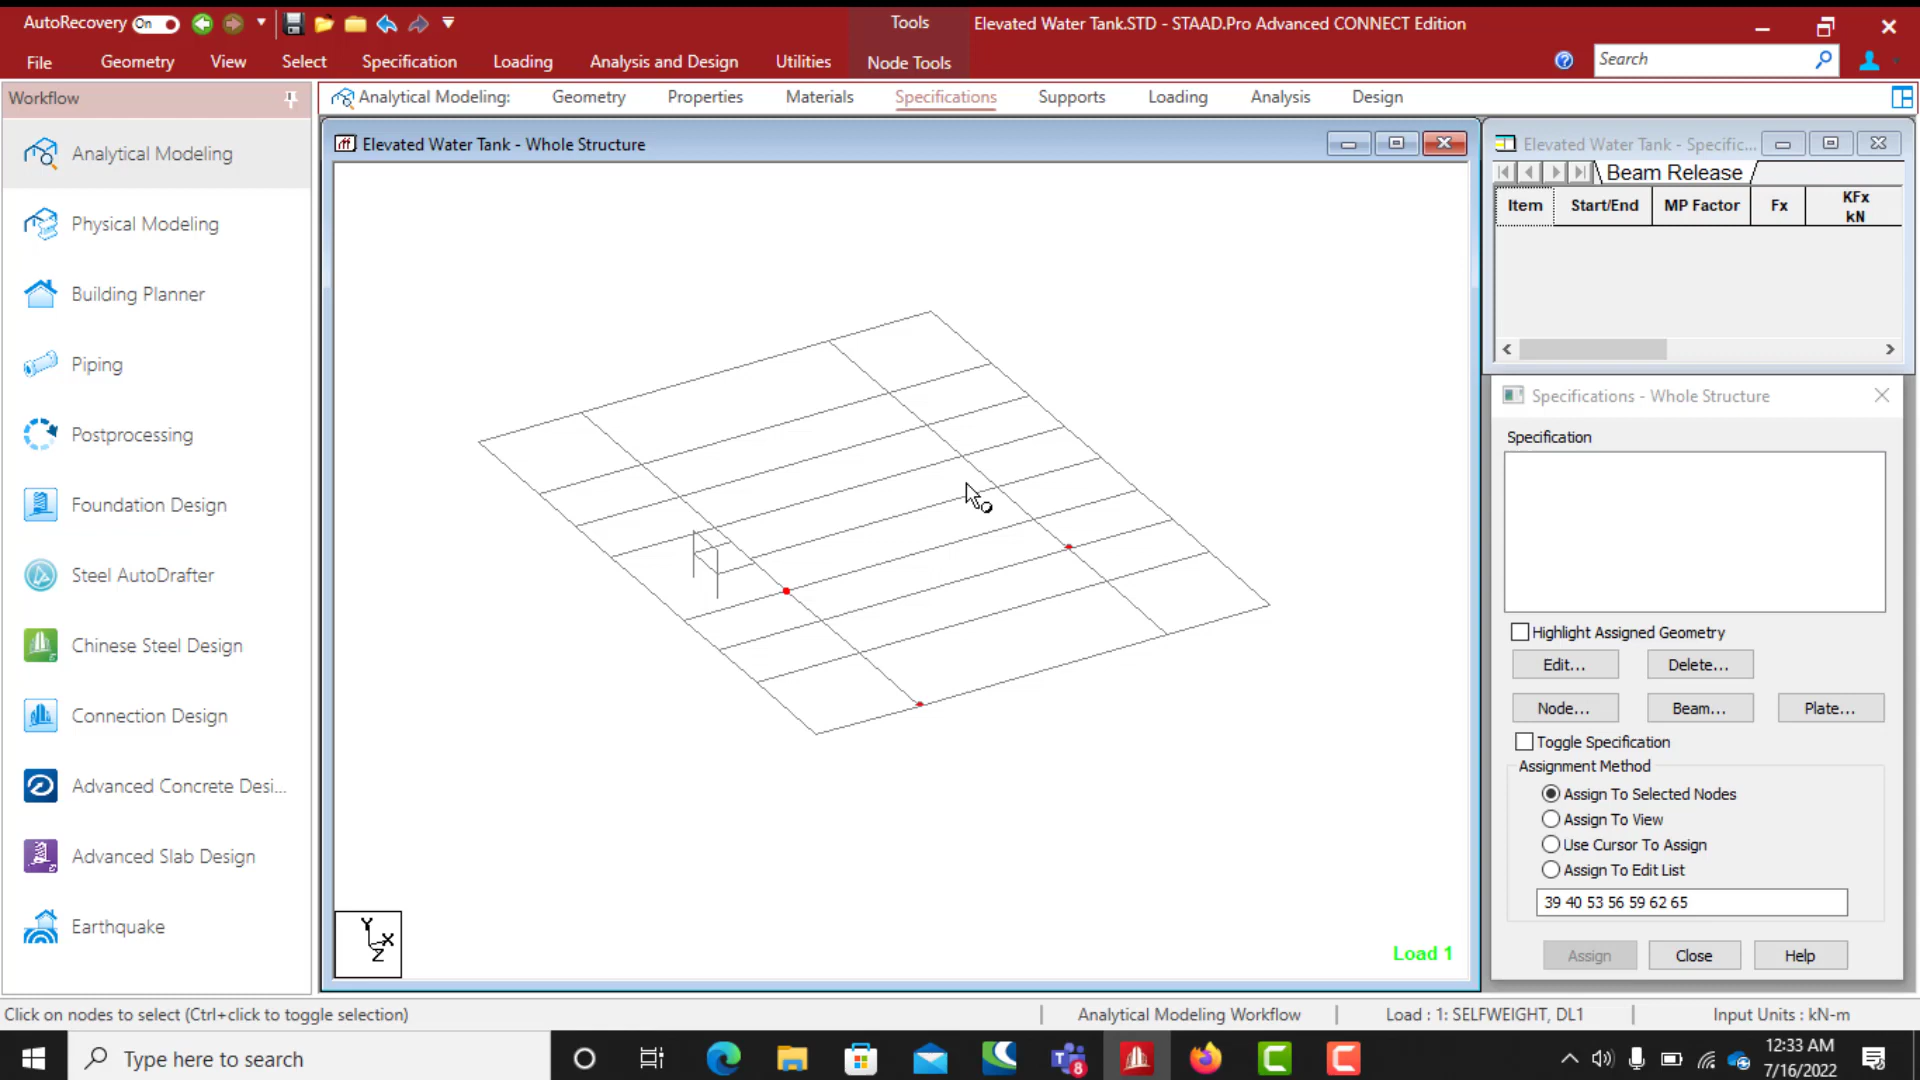 AutoRecovery On
Tools
Elevated Water Tank.STD - STAAD.Pro Advanced CONNECT Edition
File Geometry View Select Specification Loading Analysis and Design Utilities Node Tools
Search
Workflow
Analytical Modeling: Geometry Properties Materials Specifications Supports Loading Analysis Design
Analytical Modeling
Physical Modeling
Building Planner
Piping
Postprocessing
Foundation Design
Steel AutoDrafter
Chinese Steel Design
Connection Design
Advanced Concrete Desi...
Advanced Slab Design
Earthquake
Elevated Water Tank - Whole Structure
Y
X
Z
Load 1
Elevated Water Tank - Specific...
Beam Release
Item Start/End MP Factor Fx KFx kN
Specifications - Whole Structure
Specification
Highlight Assigned Geometry
Edit... Delete...
Node... Beam... Plate...
Toggle Specification
Assignment Method
Assign To Selected Nodes
Assign To View
Use Cursor To Assign
Assign To Edit List
39 40 53 56 59 62 65
Assign Close Help
Click on nodes to select (Ctrl+click to toggle selection)
Analytical Modeling Workflow
Load : 1: SELFWEIGHT, DL1
Input Units : kN-m
Type here to search
8
12:33 AM
7/16/2022